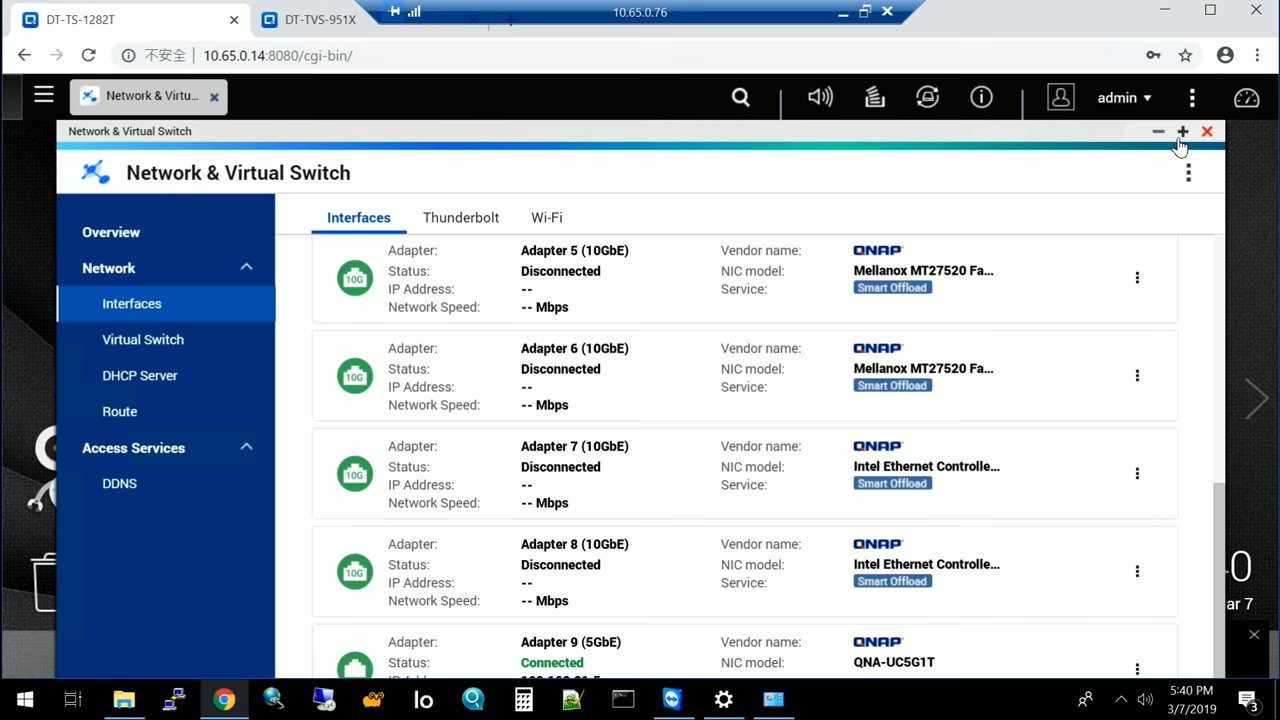 DT-TS-1282T
DT-TVS-951X
10.65.0.76
不安全
10.65.0.14:8080/cgi-bin/
Network & Virtu...
admin
Network & Virtual Switch
Network & Virtual Switch
Overview
Network
Interfaces
Virtual Switch
DHCP Server
Route
Access Services
DDNS
Interfaces Thunderbolt Wi-Fi
Adapter: Adapter 5 (10GbE) Vendor name: QNAP
Status: Disconnected NIC model: Mellanox MT27520 Fa...
IP Address: -- Service: Smart Offload
Network Speed: -- Mbps
10G
Adapter: Adapter 6 (10GbE) Vendor name: QNAP
Status: Disconnected NIC model: Mellanox MT27520 Fa...
IP Address: -- Service: Smart Offload
Network Speed: -- Mbps
10G
Adapter: Adapter 7 (10GbE) Vendor name: QNAP
Status: Disconnected NIC model: Intel Ethernet Controlle...
IP Address: -- Service: Smart Offload
Network Speed: -- Mbps
10G
Adapter: Adapter 8 (10GbE) Vendor name: QNAP
Status: Disconnected NIC model: Intel Ethernet Controlle...
IP Address: -- Service: Smart Offload
Network Speed: -- Mbps
10G
Adapter: Adapter 9 (5GbE) Vendor name: QNAP
Status: Connected NIC model: QNA-UC5G1T
ar 7
5:40 PM
3/7/2019
3